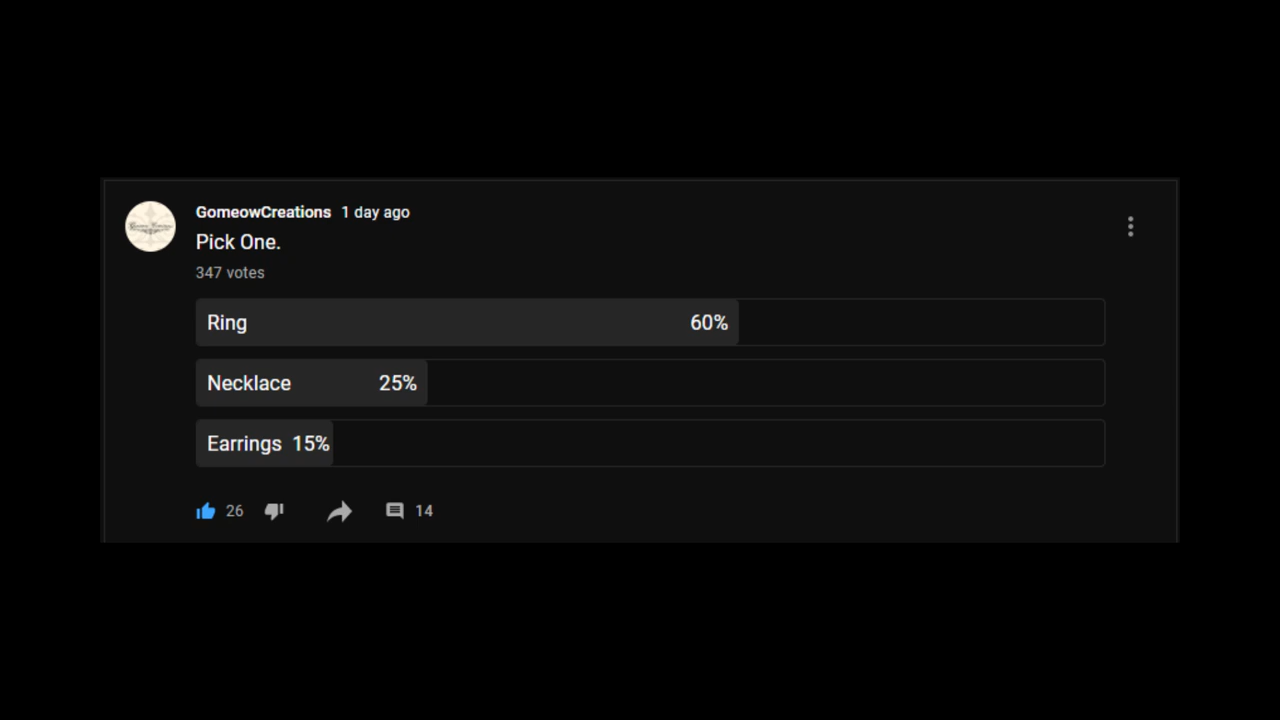 GomeowCreations 1 day ago
Pick One.
347 votes
Ring 60%
Necklace 25%
Earrings 15%
26 14